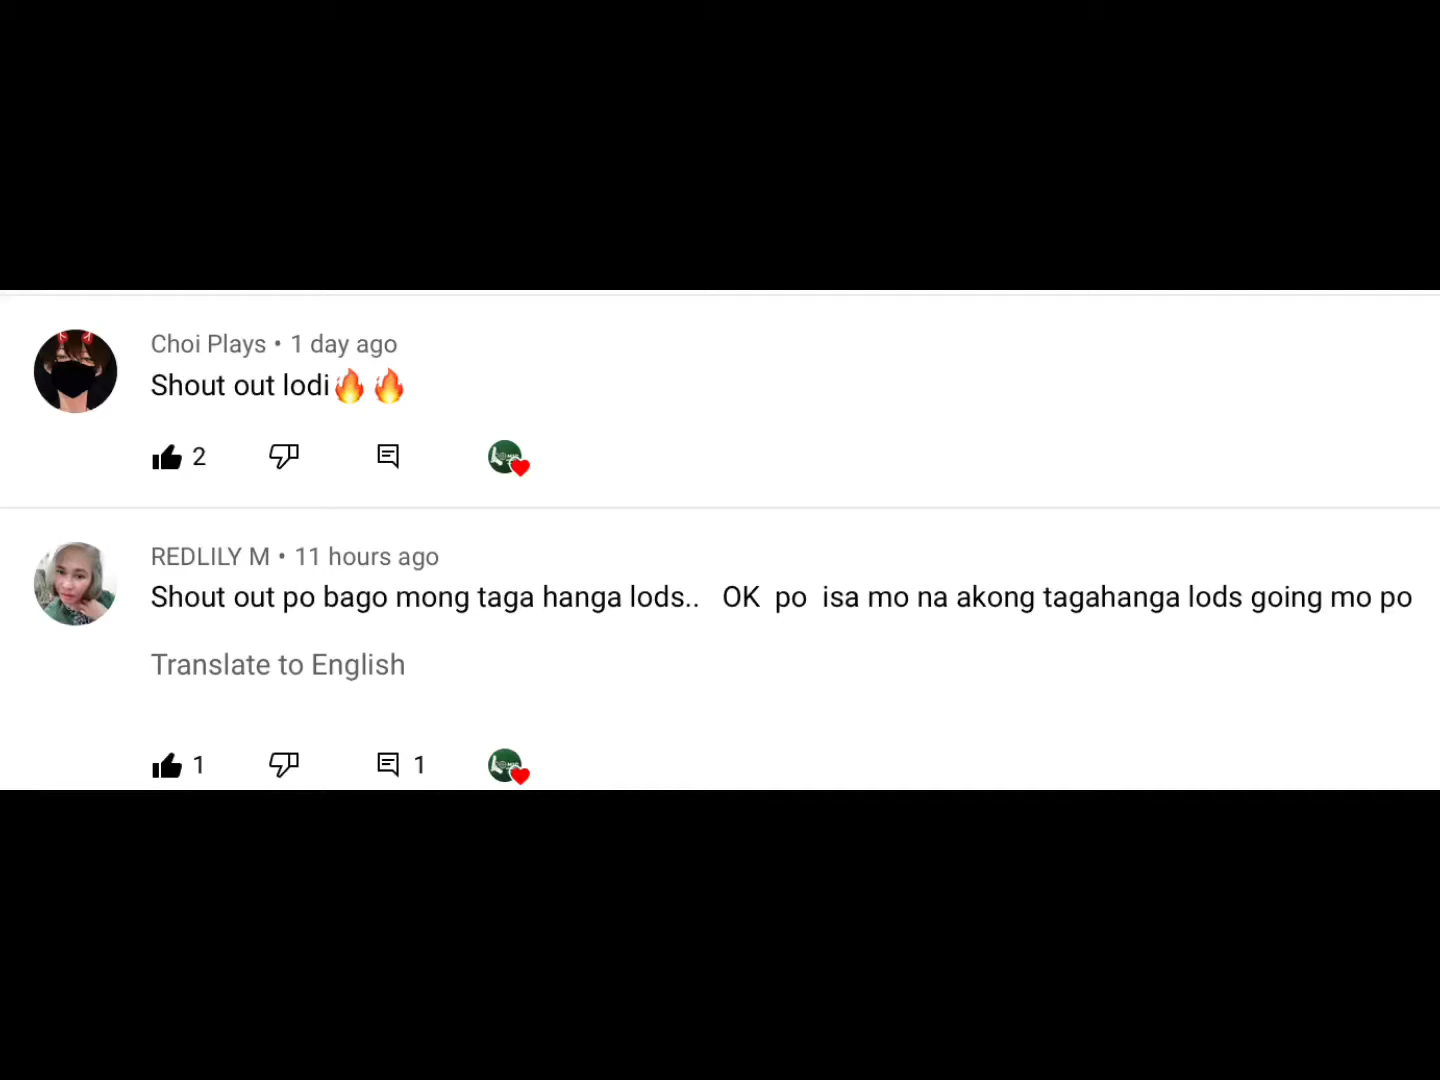 Choi Plays • 1 day ago
Shout out lodi🔥🔥
2
REDLILY M • 11 hours ago
Shout out po bago mong taga hanga lods.. OK po isa mo na akong tagahanga lods going mo po
Translate to English
1 1